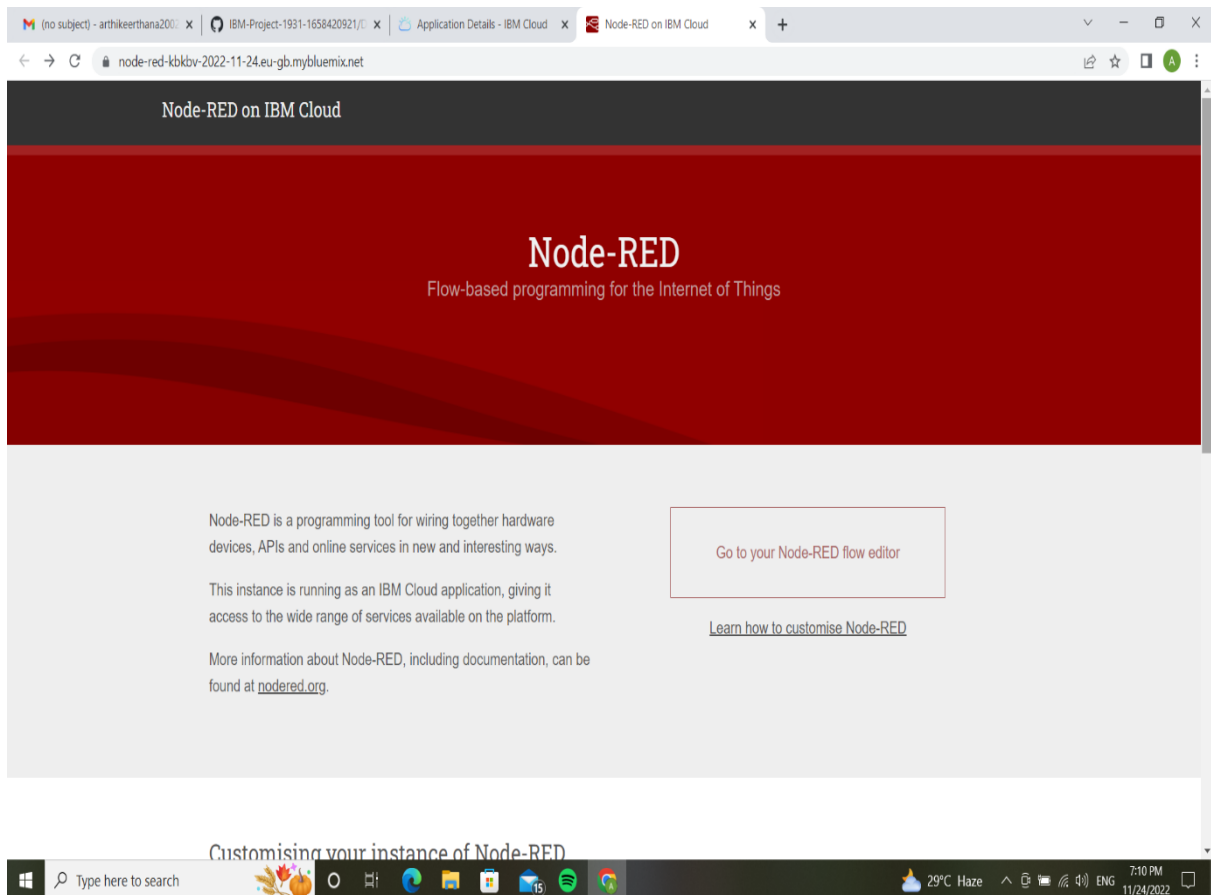 (no subject) - arthikeerthana200
IBM-Project-1931-1658420921/D
Application Details - IBM Cloud
Node-RED on IBM Cloud
node-red-kbkbv-2022-11-24.eu-gb.mybluemix.net
A
Node-RED on IBM Cloud
Node-RED
Flow-based programming for the Internet of Things
Node-RED is a programming tool for wiring together hardware
devices, APIs and online services in new and interesting ways.
This instance is running as an IBM Cloud application, giving it
access to the wide range of services available on the platform.
More information about Node-RED, including documentation, can be
found at nodered.org.
Go to your Node-RED flow editor
Learn how to customise Node-RED
Customising your instance of Node-RED
Type here to search
15
29°C Haze
ENG
7:10 PM
11/24/2022